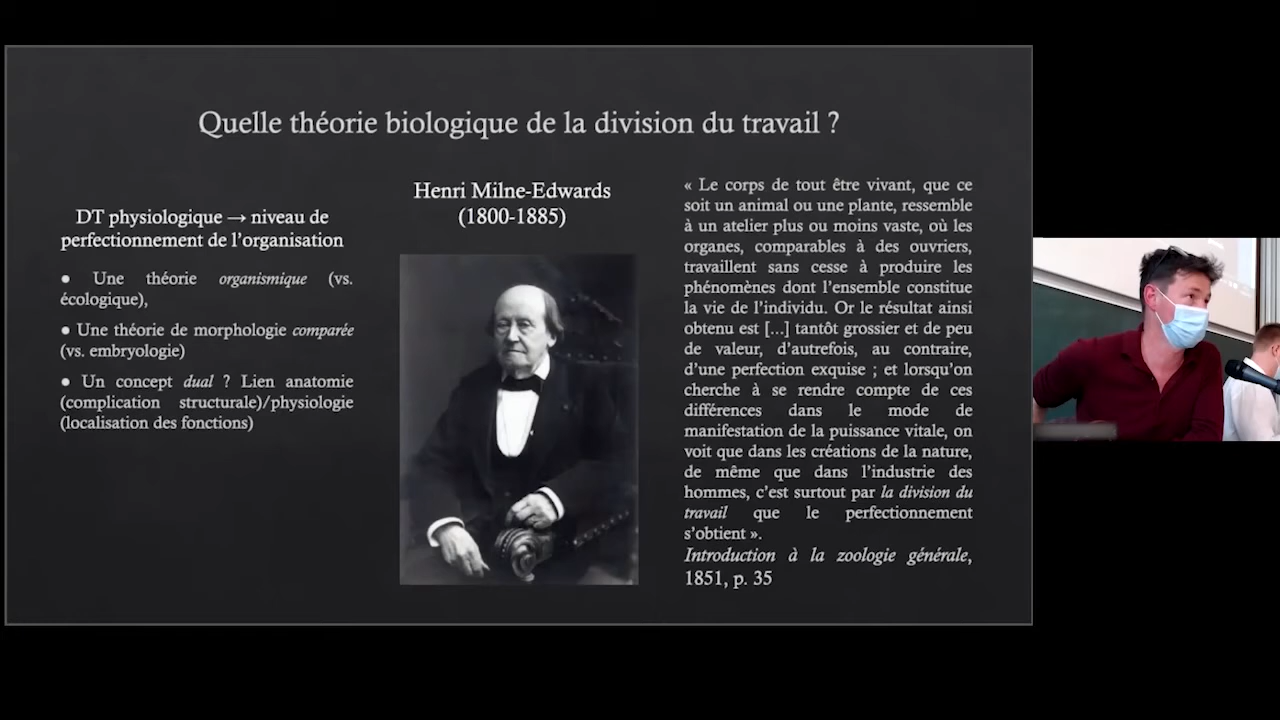 Quelle théorie biologique de la division du travail ?
DT physiologique → niveau de
perfectionnement de l’organisation
● Une théorie organismique (vs.
écologique),
● Une théorie de morphologie comparée
(vs. embryologie)
● Un concept dual ? Lien anatomie
(complication structurale)/physiologie
(localisation des fonctions)
Henri Milne-Edwards
(1800-1885)
« Le corps de tout être vivant, que ce
soit un animal ou une plante, ressemble
à un atelier plus ou moins vaste, où les
organes, comparables à des ouvriers,
travaillent sans cesse à produire les
phénomènes dont l’ensemble constitue
la vie de l’individu. Or le résultat ainsi
obtenu est [...] tantôt grossier et de peu
de valeur, d’autrefois, au contraire,
d’une perfection exquise ; et lorsqu’on
cherche à se rendre compte de ces
différences dans le mode de
manifestation de la puissance vitale, on
voit que dans les créations de la nature,
de même que dans l’industrie des
hommes, c’est surtout par la division du
travail que le perfectionnement
s’obtient ».
Introduction à la zoologie générale,
1851, p. 35